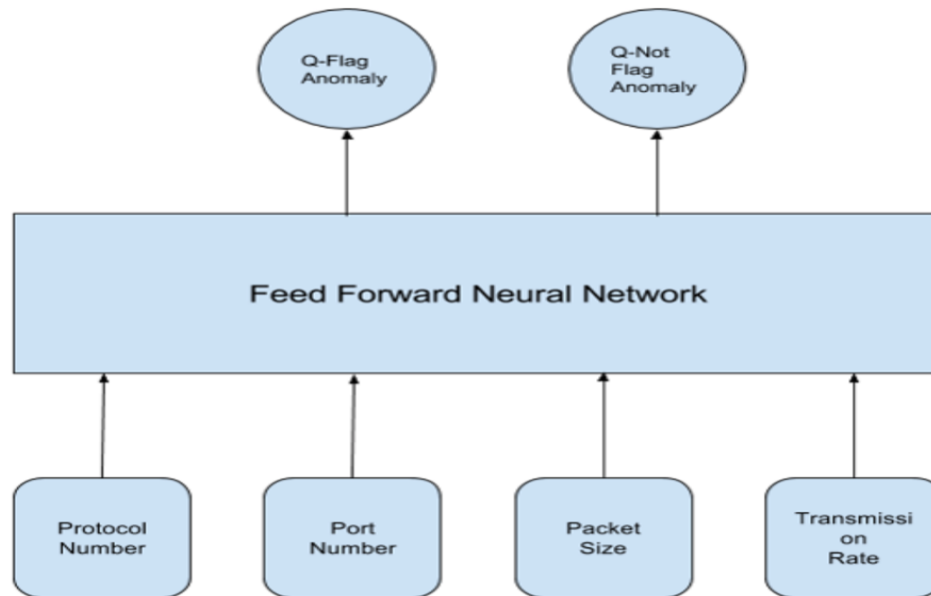 Q-Flag
Anomaly
Q-Not
Flag
Anomaly
Feed Forward Neural Network
Protocol
Number
Port
Number
Packet
Size
Transmissi
on
Rate